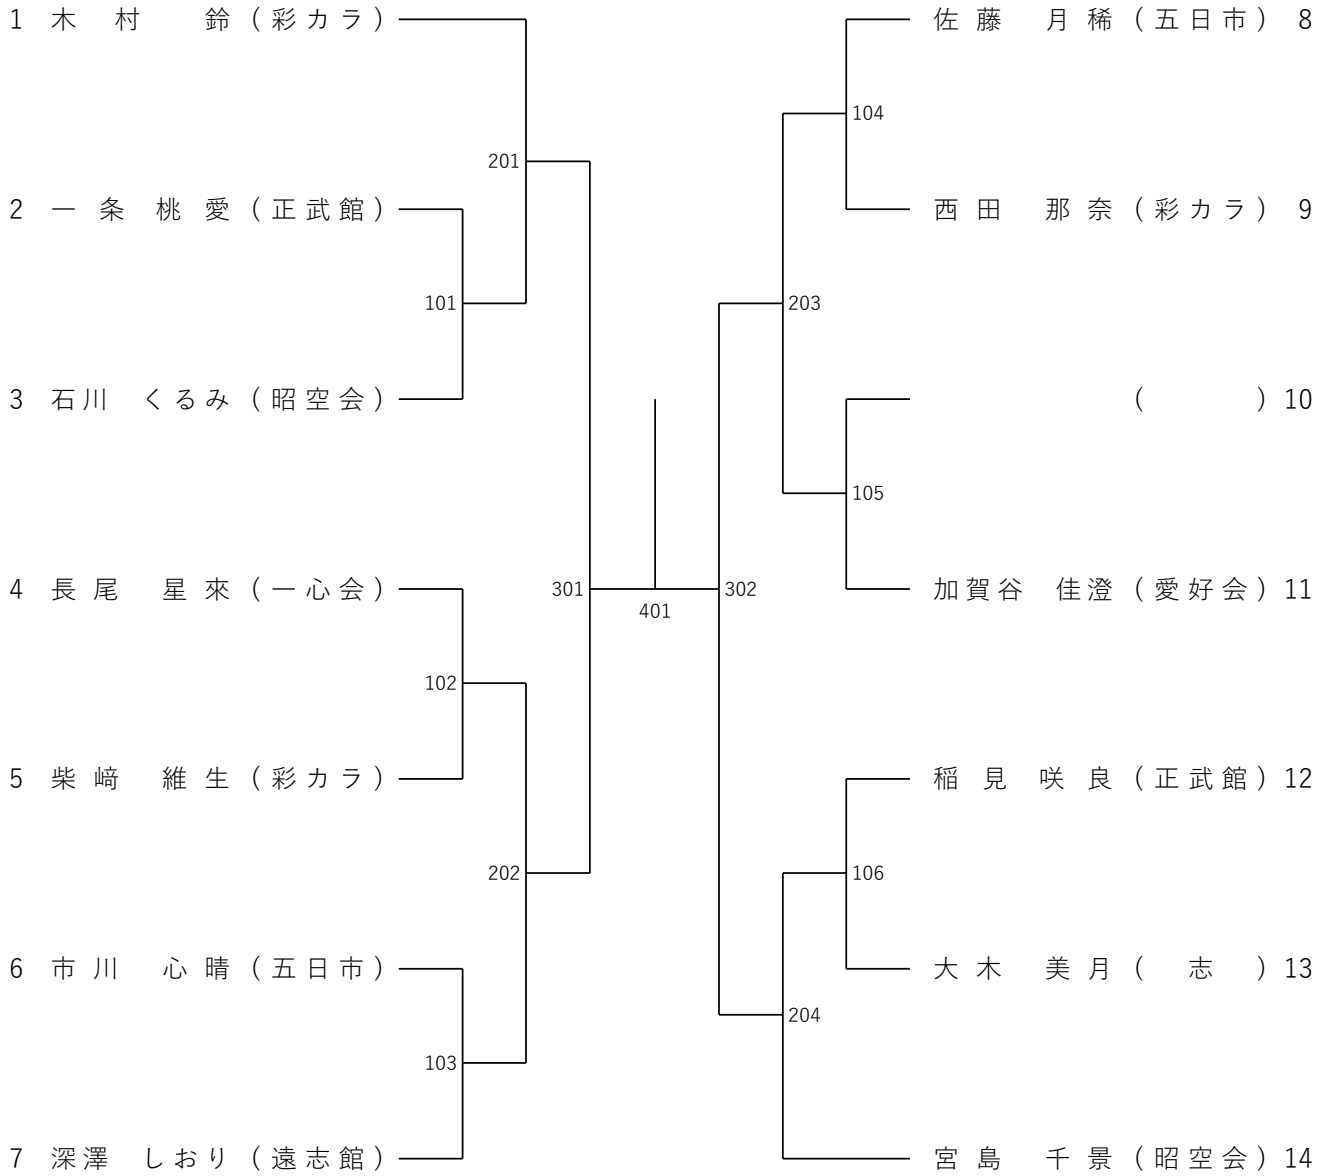 1 木村 鈴 (彩カラ)
201
2 一条 桃愛 (正武館)
101
3 石川 くるみ (昭空会)
4 長尾 星來 (一心会)
301
102
5 柴﨑 維生 (彩カラ)
202
6 市川 心晴 (五日市)
103
7 深澤 しおり (遠志館)
401
佐藤 月稀 (五日市) 8
104
西田 那奈 (彩カラ) 9
203
( ) 10
105
302
加賀谷 佳澄 (愛好会) 11
稲見 咲良 (正武館) 12
106
大木 美月 ( 志 ) 13
204
宮島 千景 (昭空会) 14